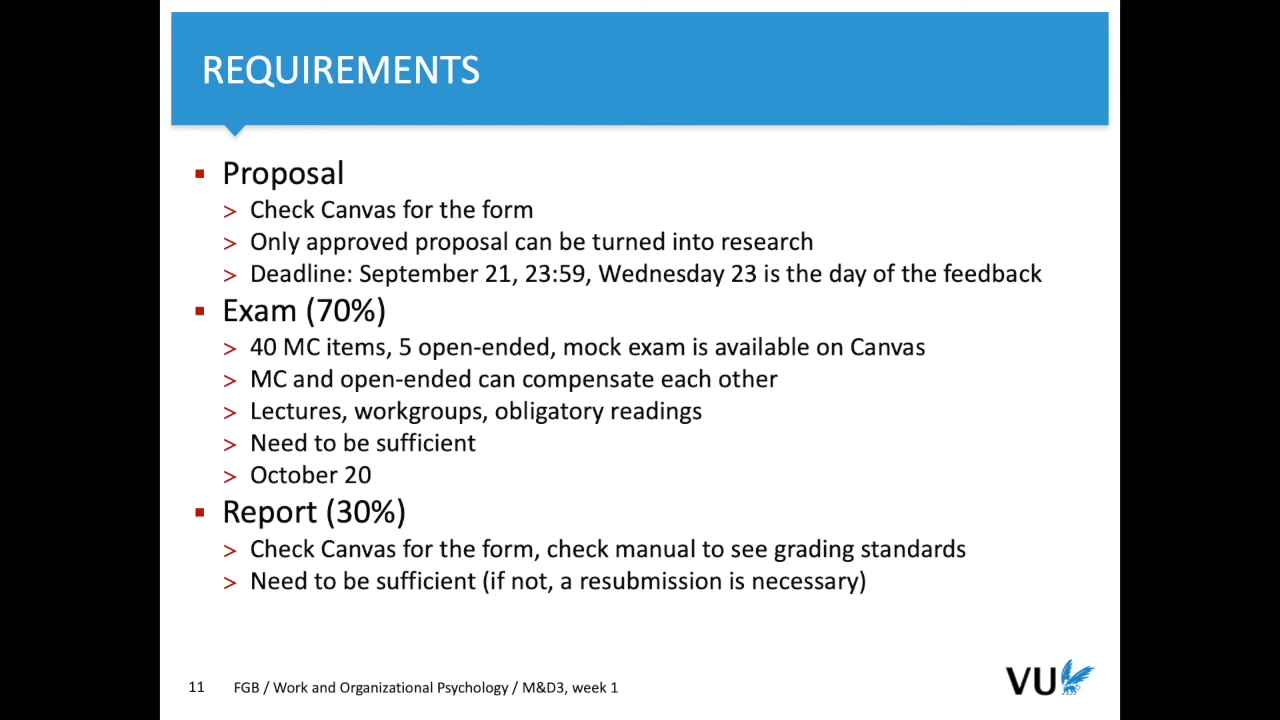 REQUIREMENTS
▪ Proposal
> Check Canvas for the form
> Only approved proposal can be turned into research
> Deadline: September 21, 23:59, Wednesday 23 is the day of the feedback
▪ Exam (70%)
> 40 MC items, 5 open-ended, mock exam is available on Canvas
> MC and open-ended can compensate each other
> Lectures, workgroups, obligatory readings
> Need to be sufficient
> October 20
▪ Report (30%)
> Check Canvas for the form, check manual to see grading standards
> Need to be sufficient (if not, a resubmission is necessary)
11 FGB / Work and Organizational Psychology / M&D3, week 1
VU